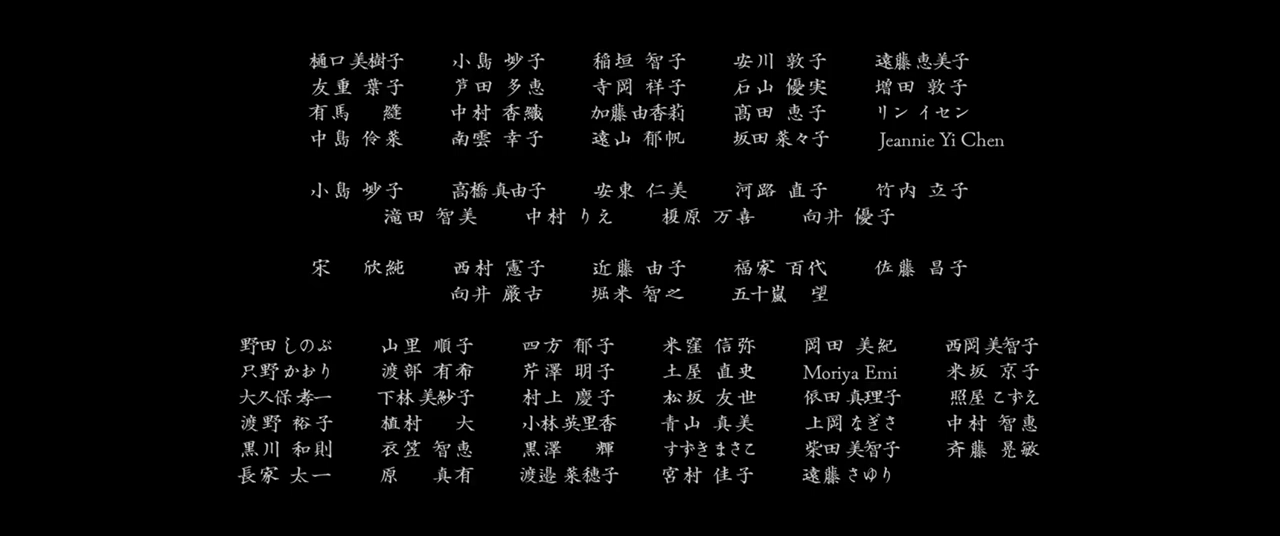 樋口 美樹子 小島 妙子 稲垣 智子 安川 敦子 遠藤 恵美子
友重 葉子 芦田 多恵 寺岡 祥子 石山 優実 増田 敦子
有馬 縫 中村 香織 加藤 由香莉 髙田 恵子 リン イセン
中島 伶菜 南雲 幸子 遠山 郁帆 坂田 菜々子 Jeannie Yi Chen
小島 妙子 高橋 真由子 安東 仁美 河路 直子 竹内 立子
滝田 智美 中村 りえ 榎原 万喜 向井 優子
宋 欣純 西村 憲子 近藤 由子 福家 百代 佐藤 昌子
向井 厳古 堀米 智之 五十嵐 望
野田 しのぶ 山里 順子 四方 郁子 米窪 信弥 岡田 美紀 西岡 美智子
只野 かおり 渡部 有希 芹澤 明子 土屋 直史 Moriya Emi 米坂 京子
大久保 孝一 下林 美紗子 村上 慶子 松坂 友世 依田 真理子 照屋 こずえ
渡野 裕子 植村 大 小林 英里香 青山 真美 上岡 なぎさ 中村 智恵
黒川 和則 衣笠 智恵 黒澤 輝 すずき まさこ 柴田 美智子 斉藤 晃敏
長家 太一 原 真有 渡邉 菜穂子 宮村 佳子 遠藤 さゆり